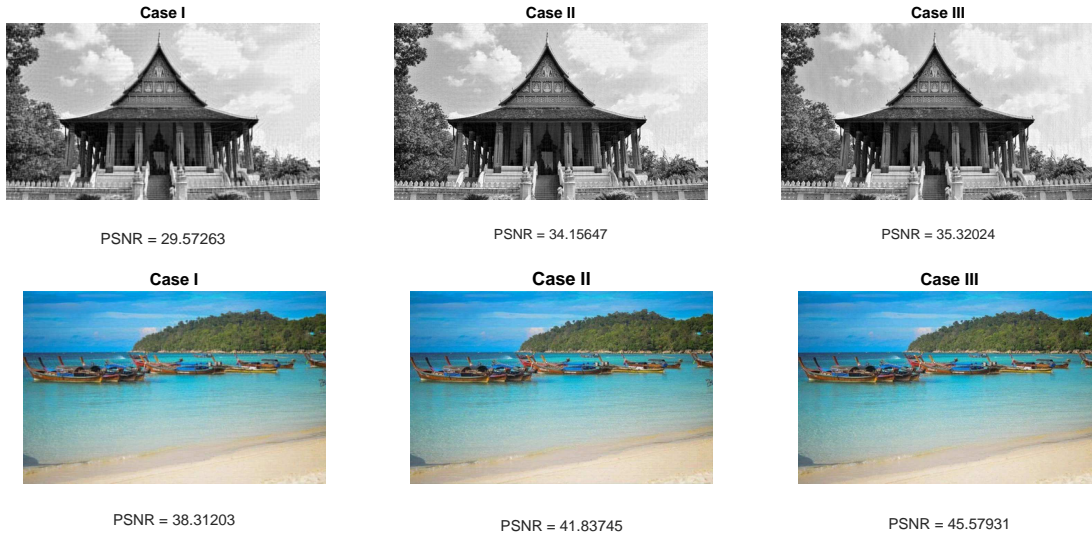 Case I
Case II
Case III
PSNR = 29.57263
PSNR = 34.15647
PSNR = 35.32024
Case I
Case II
Case III
PSNR = 38.31203
PSNR = 41.83745
PSNR = 45.57931